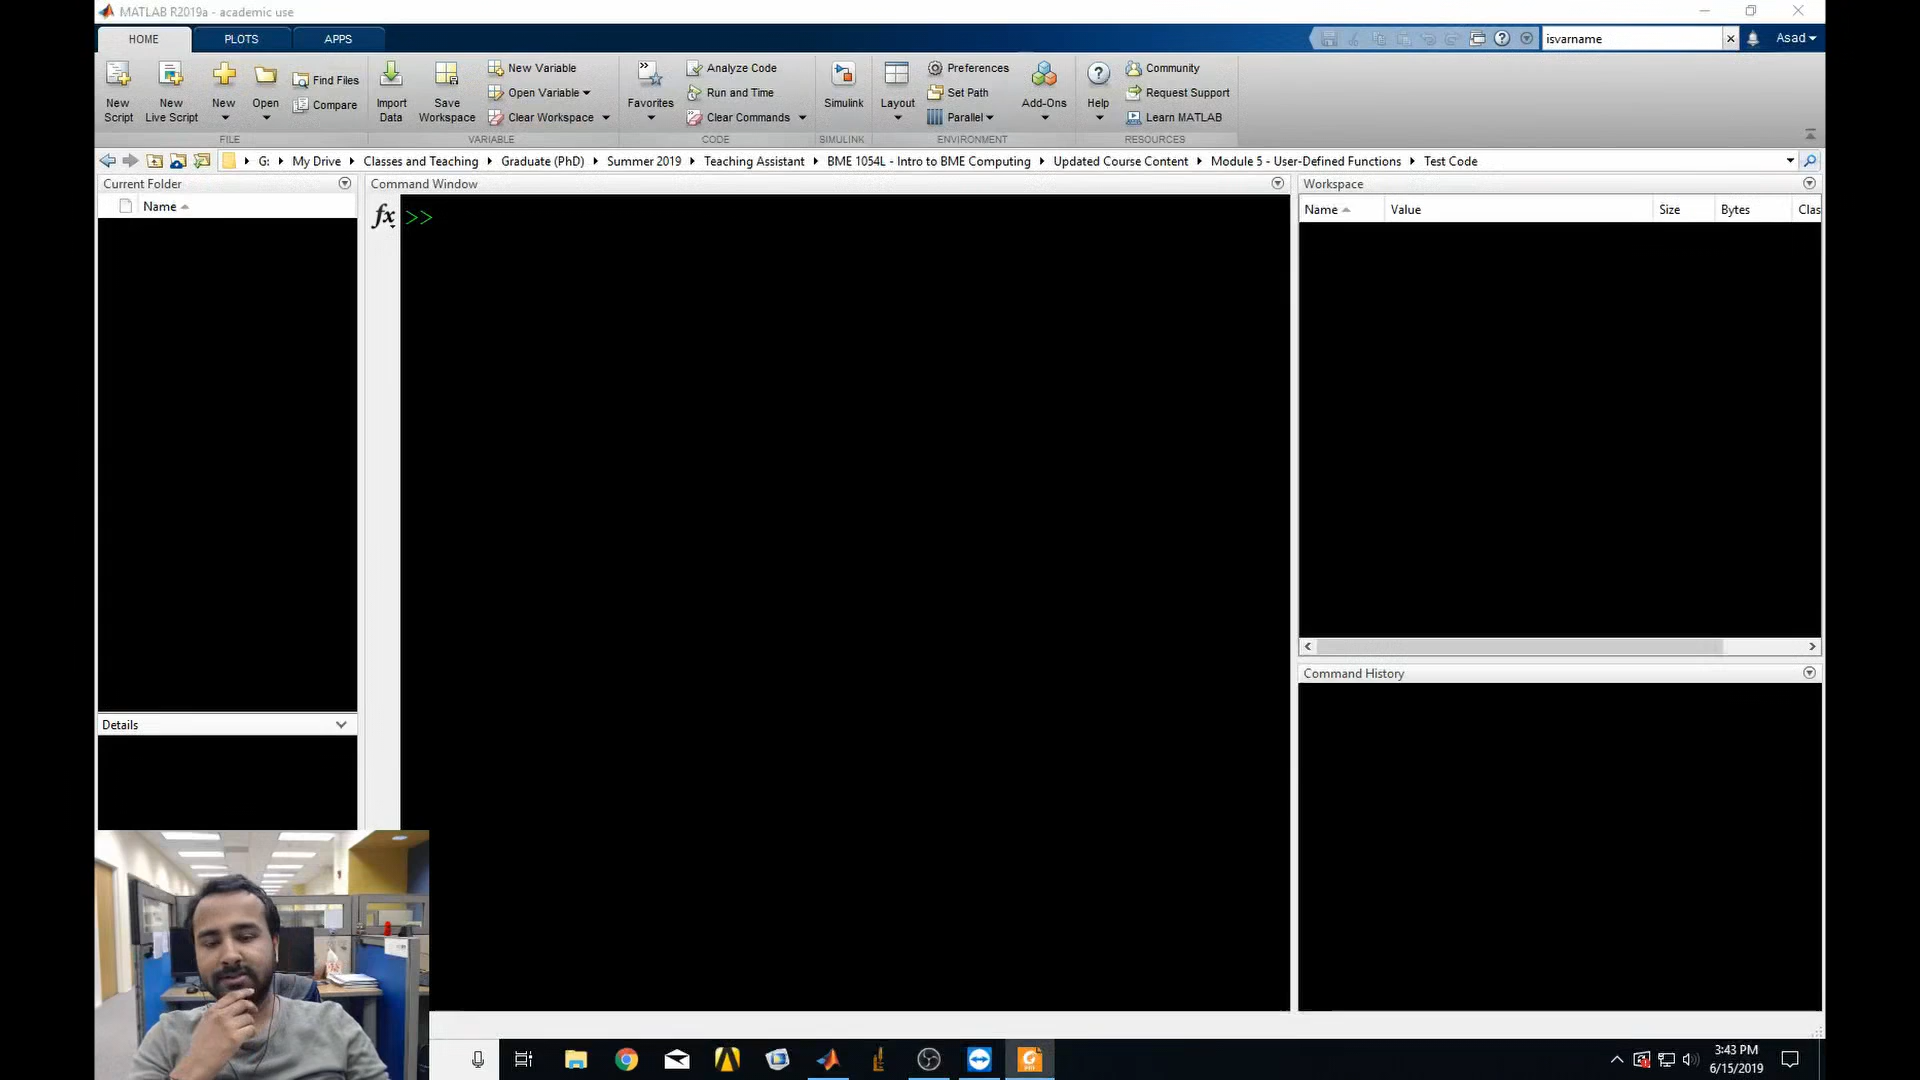 MATLAB R2019a - academic use
HOME PLOTS APPS
isvarname
Asad
New Script
New Live Script
New
Open
Find Files
Compare
Import Data
Save Workspace
New Variable
Open Variable
Clear Workspace
Favorites
Analyze Code
Run and Time
Clear Commands
Simulink
Layout
Preferences
Set Path
Parallel
Add-Ons
Help
Community
Request Support
Learn MATLAB
FILE VARIABLE CODE SIMULINK ENVIRONMENT RESOURCES
G: My Drive Classes and Teaching Graduate (PhD) Summer 2019 Teaching Assistant BME 1054L - Intro to BME Computing Updated Course Content Module 5 - User-Defined Functions Test Code
Current Folder
Name
Details
Command Window
fx >>
Workspace
Name Value Size Bytes Clas
Command History
3:43 PM
6/15/2019